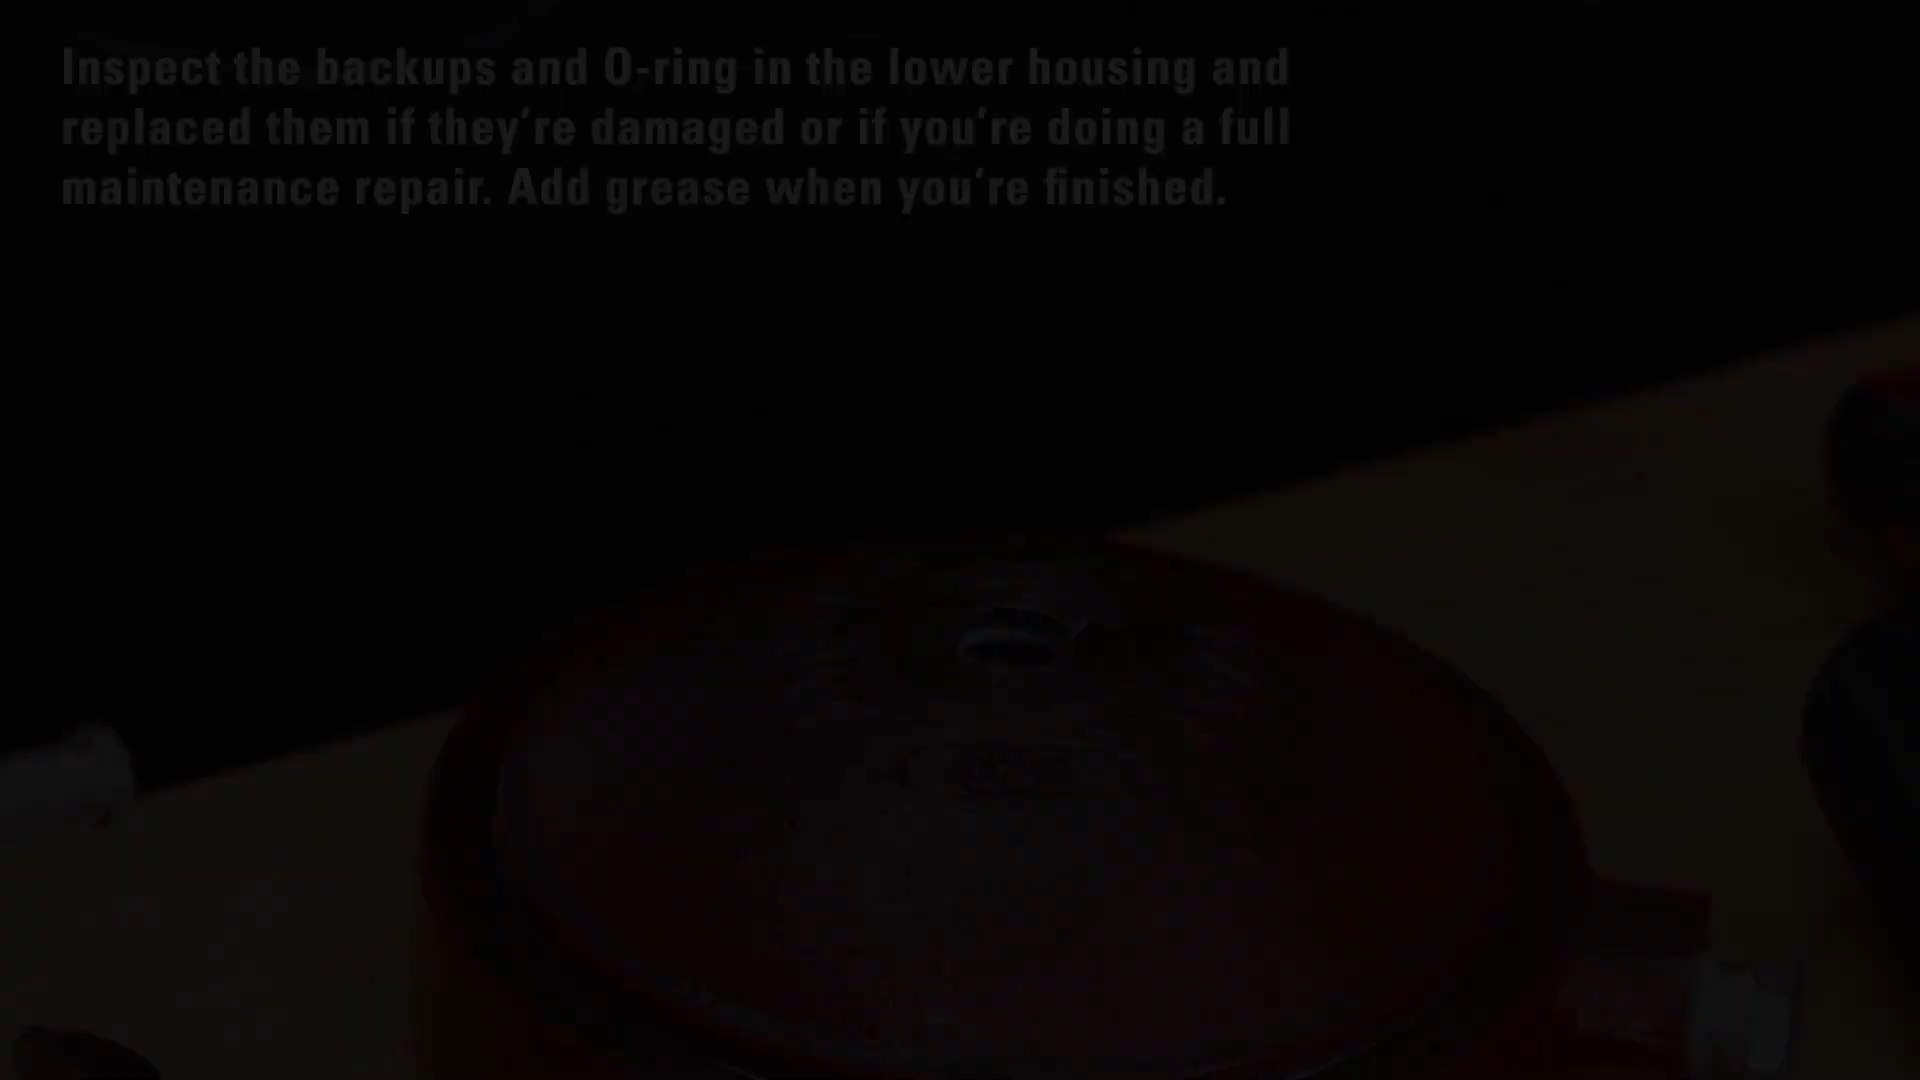 Inspect the backups and O-ring in the lower housing and
replaced them if they’re damaged or if you’re doing a full
maintenance repair. Add grease when you’re finished.